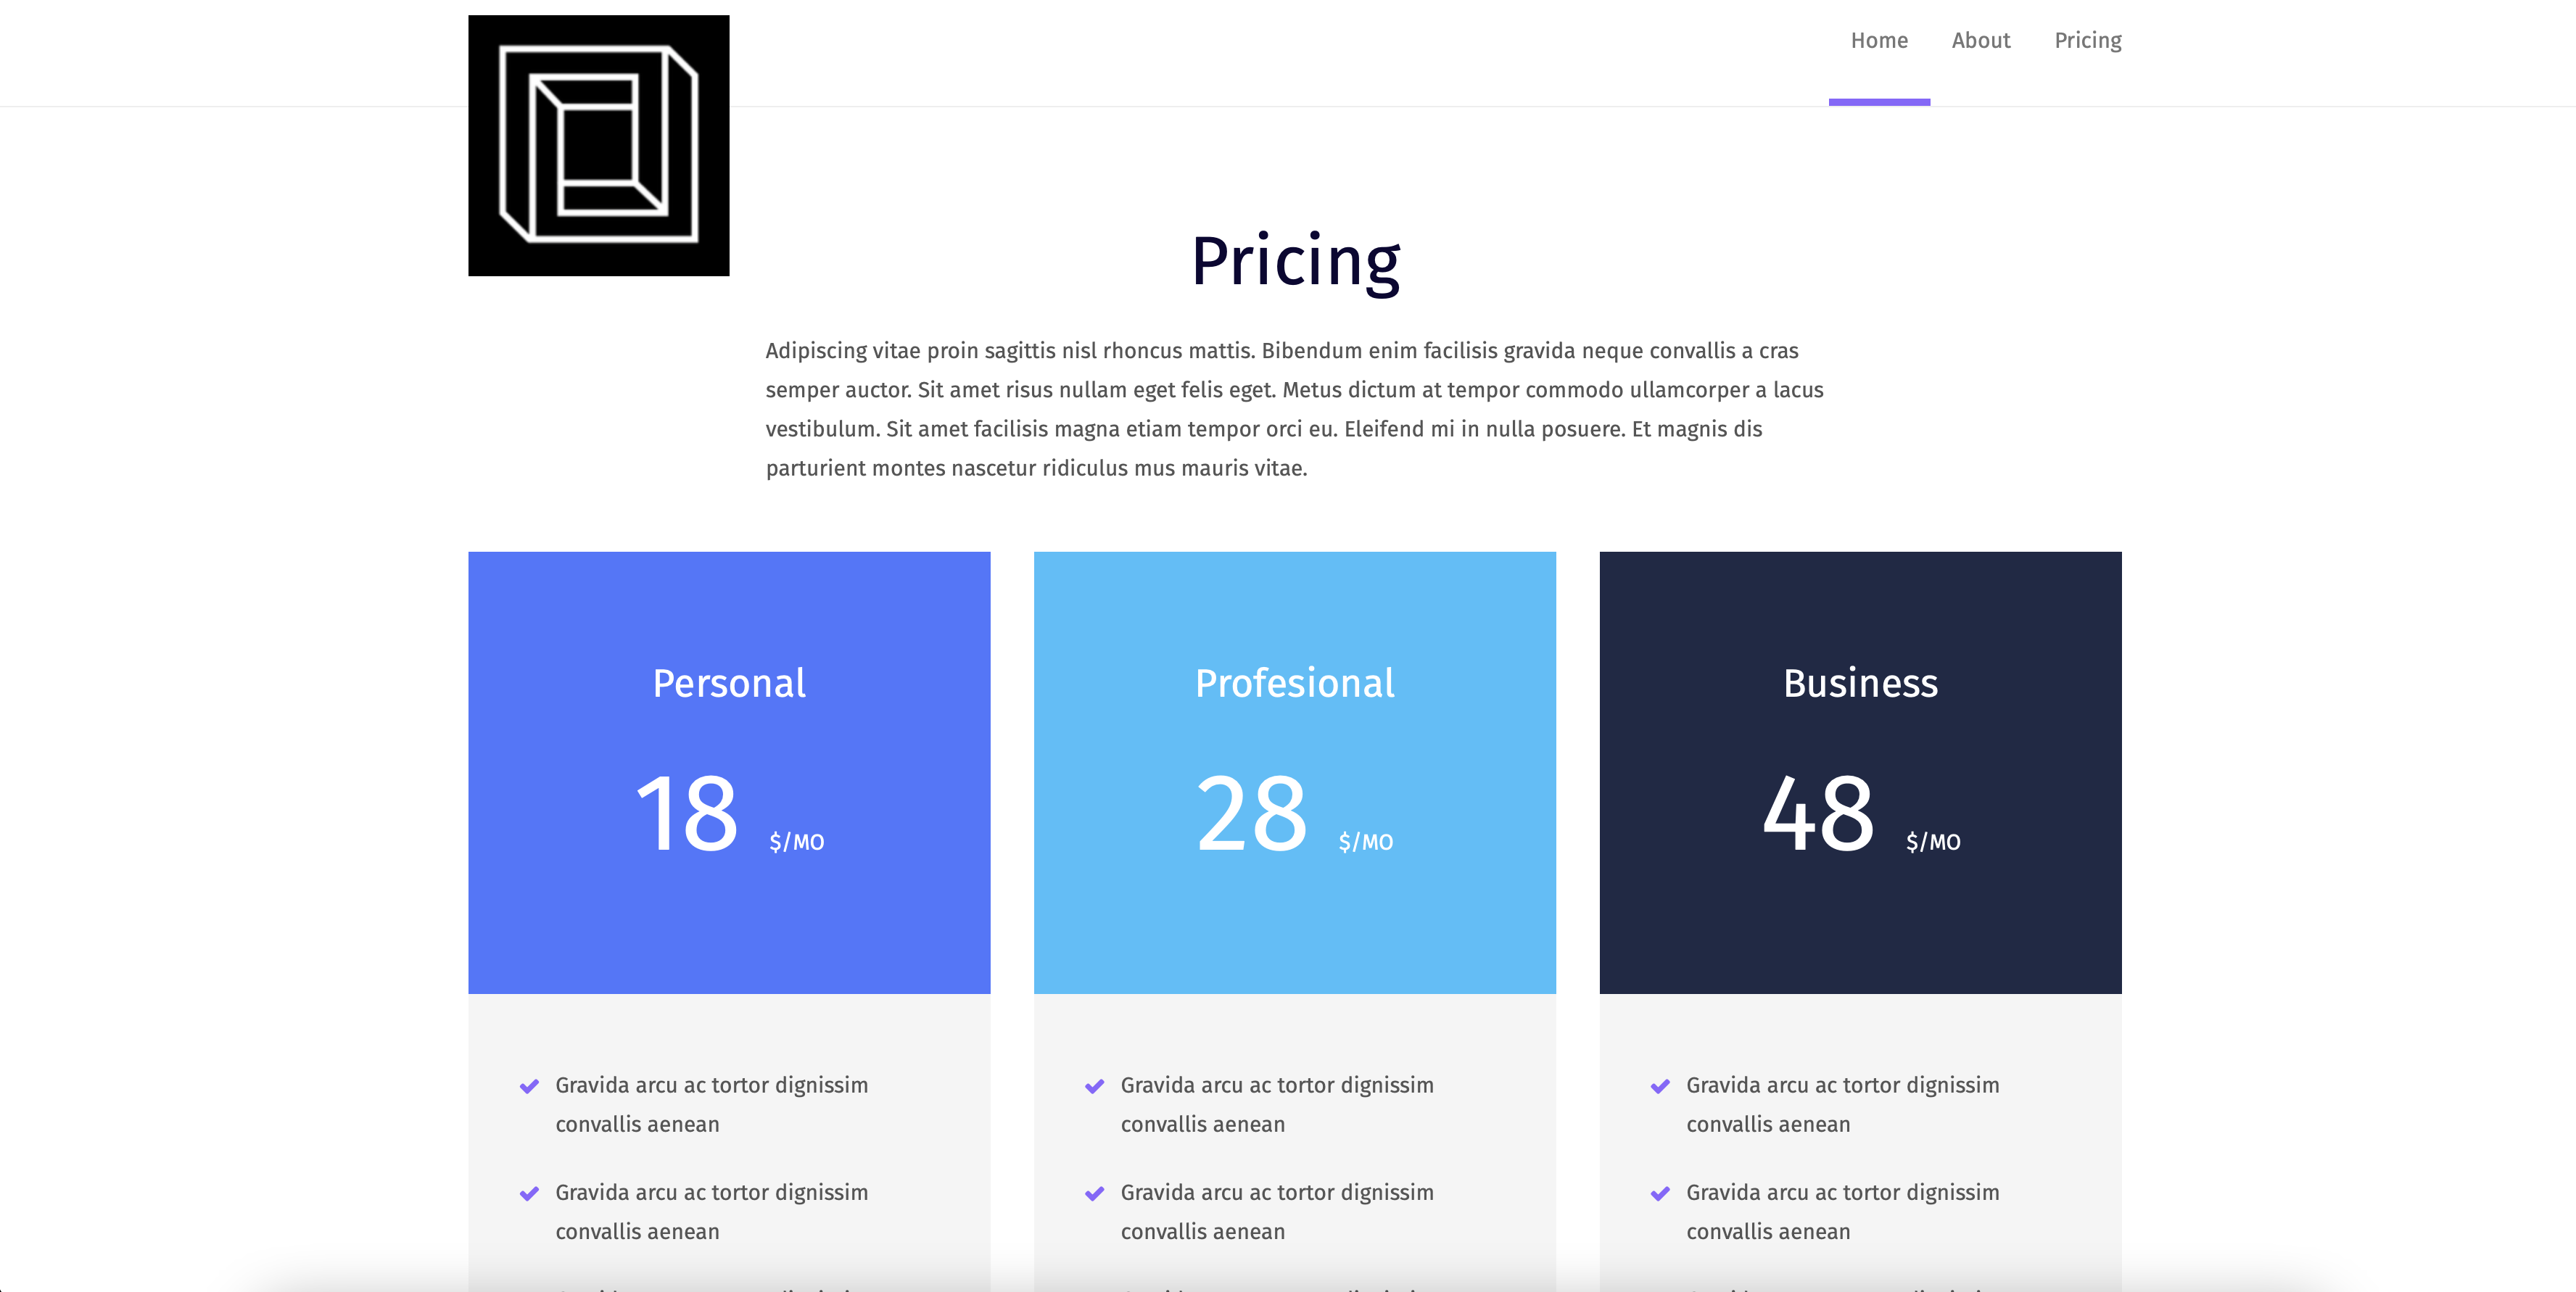 Home About Pricing
Pricing
Adipiscing vitae proin sagittis nisl rhoncus mattis. Bibendum enim facilisis gravida neque convallis a cras
semper auctor. Sit amet risus nullam eget felis eget. Metus dictum at tempor commodo ullamcorper a lacus
vestibulum. Sit amet facilisis magna etiam tempor orci eu. Eleifend mi in nulla posuere. Et magnis dis
parturient montes nascetur ridiculus mus mauris vitae.
Personal
18 $/MO
Gravida arcu ac tortor dignissim
convallis aenean
Gravida arcu ac tortor dignissim
convallis aenean
Profesional
28 $/MO
Gravida arcu ac tortor dignissim
convallis aenean
Gravida arcu ac tortor dignissim
convallis aenean
Business
48 $/MO
Gravida arcu ac tortor dignissim
convallis aenean
Gravida arcu ac tortor dignissim
convallis aenean